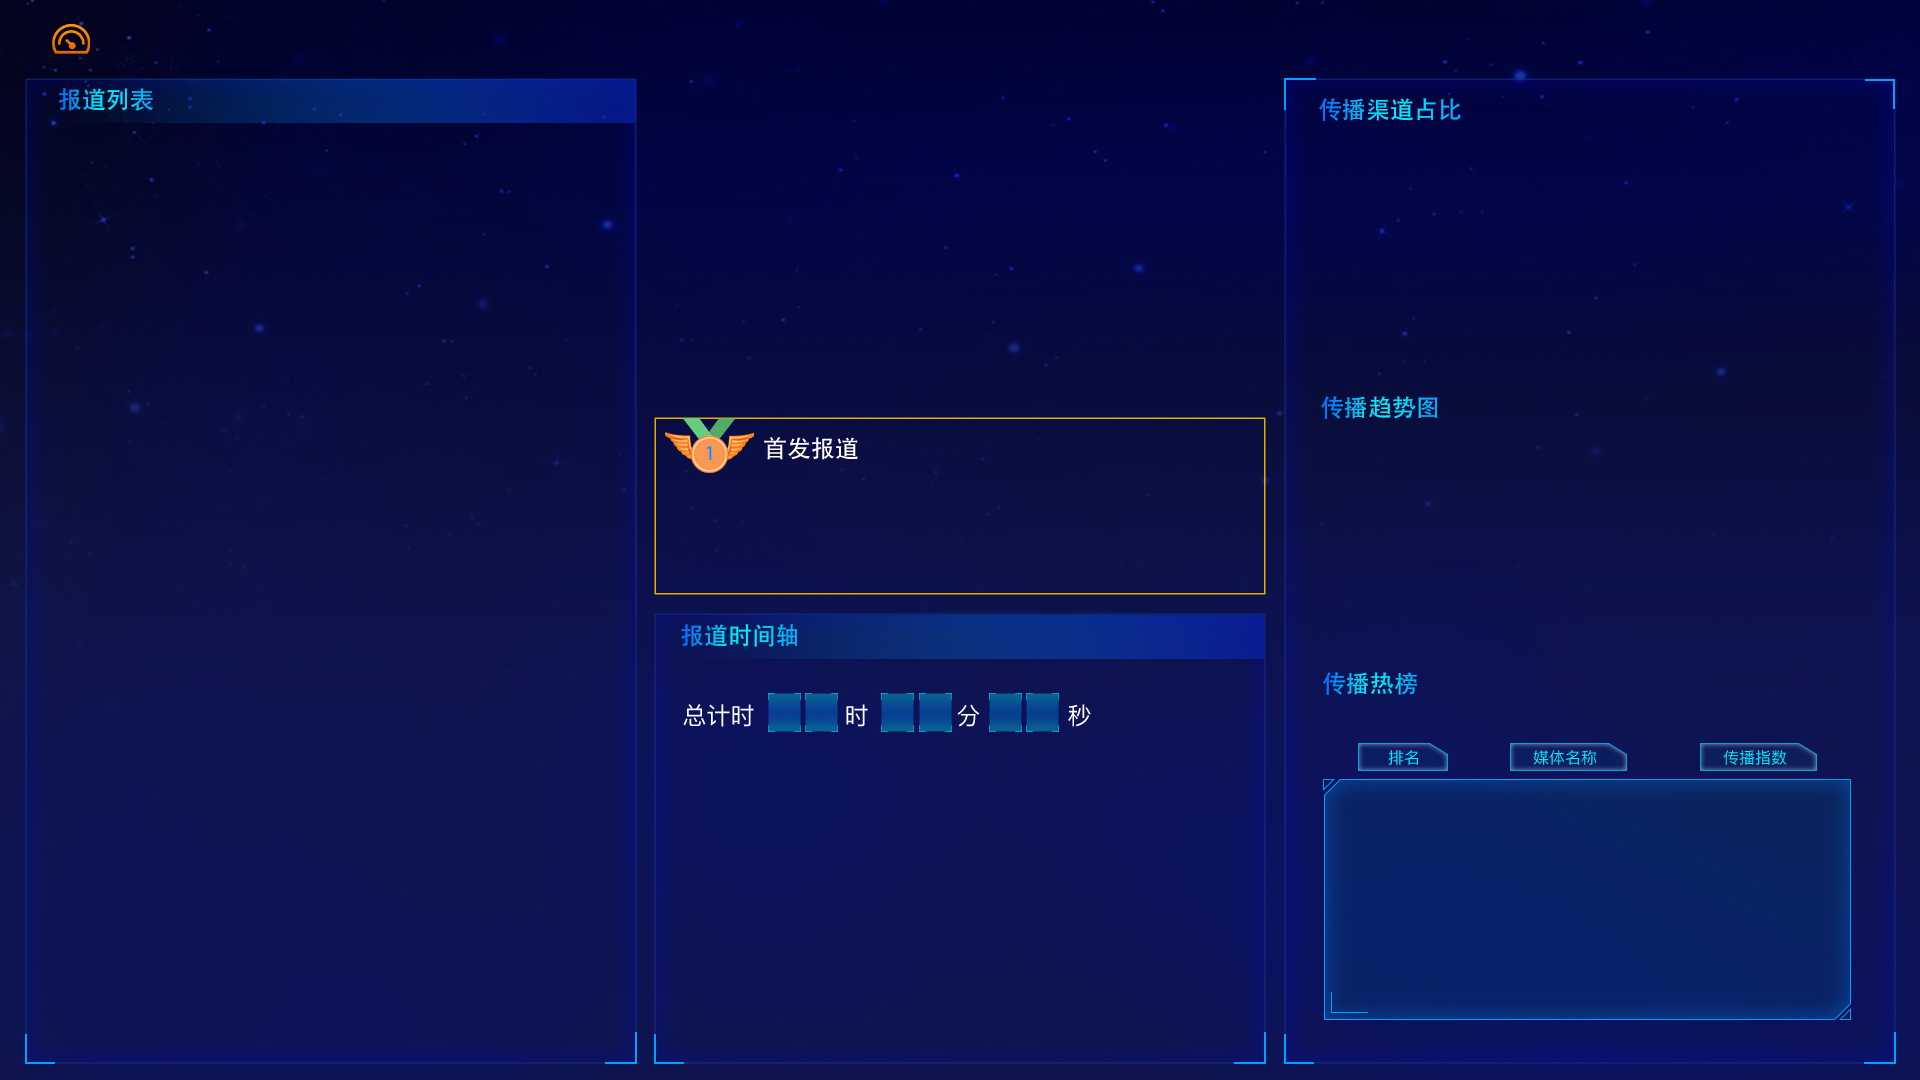 报道列表
1
首发报道
报道时间轴
总计时 时 分 秒
传播渠道占比
传播趋势图
传播热榜
排名 媒体名称 传播指数